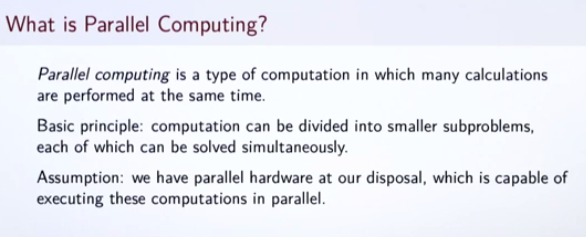 What is Parallel Computing?
Parallel computing is a type of computation in which many calculations
are performed at the same time.
Basic principle: computation can be divided into smaller subproblems,
each of which can be solved simultaneously.
Assumption: we have parallel hardware at our disposal, which is capable of
executing these computations in parallel.